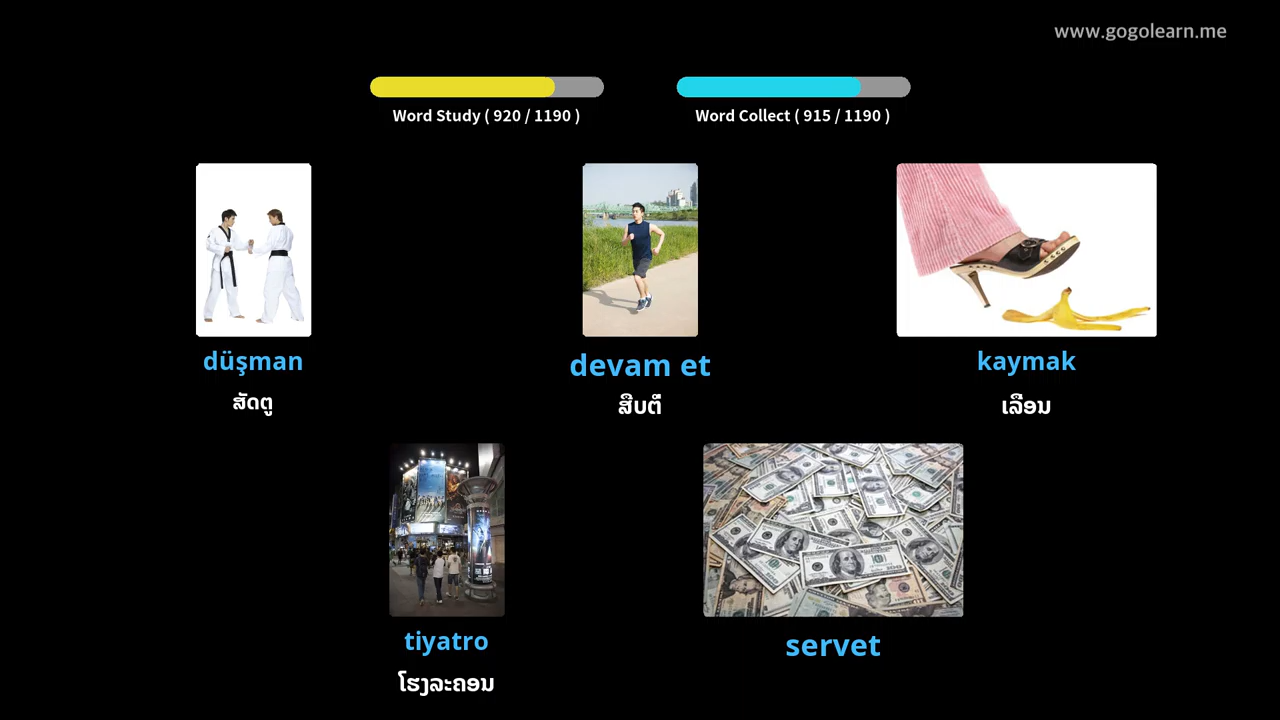 www.gogolearn.me
Word Study ( 920 / 1190 )
Word Collect ( 915 / 1190 )
düşman
devam et
kaymak
ສັດຕູ
ສືບຕໍ່
ເລືອນ
tiyatro
servet
ໂຮງລະຄອນ